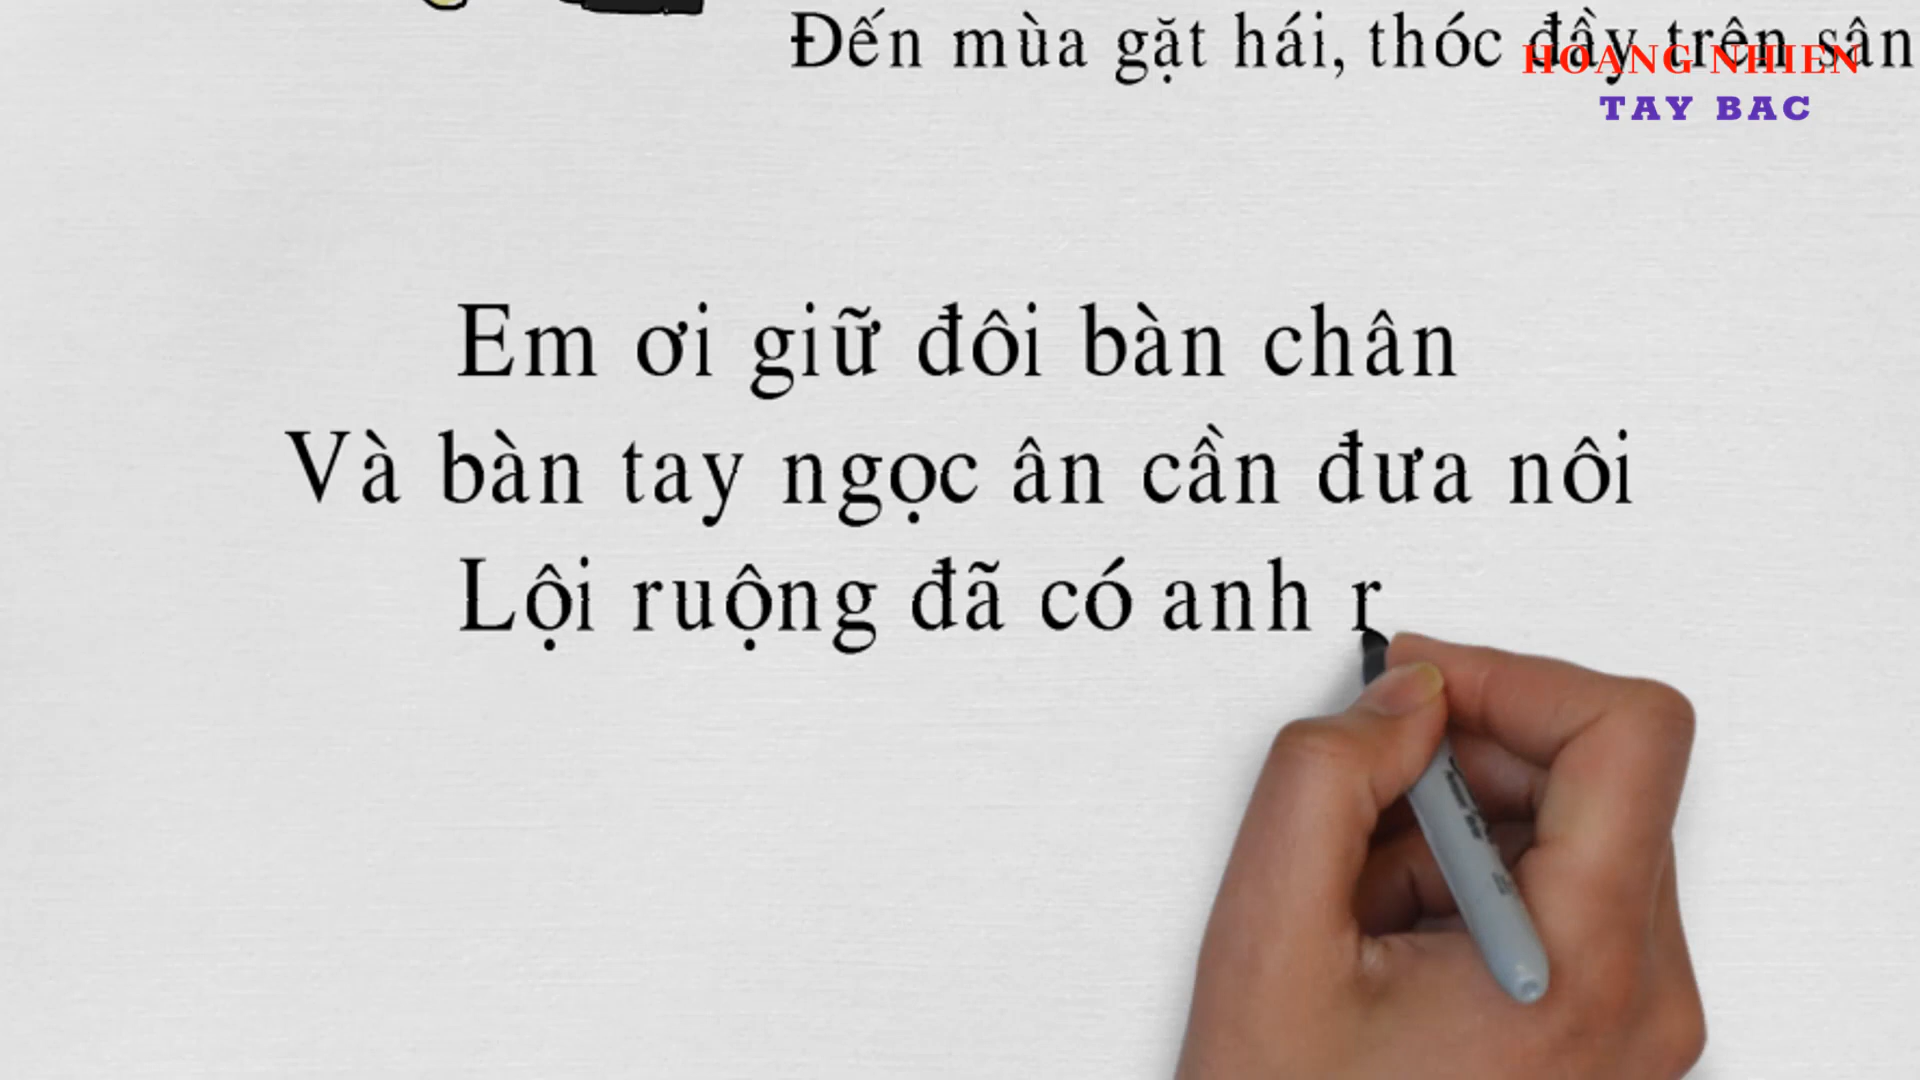 Đến mùa gặt hái, thóc đầy trên sân
HOANG NHIEN
TAY BAC
Em ơi giữ đôi bàn chân
Và bàn tay ngọc ân cần đưa nôi
Lội ruộng đã có anh r